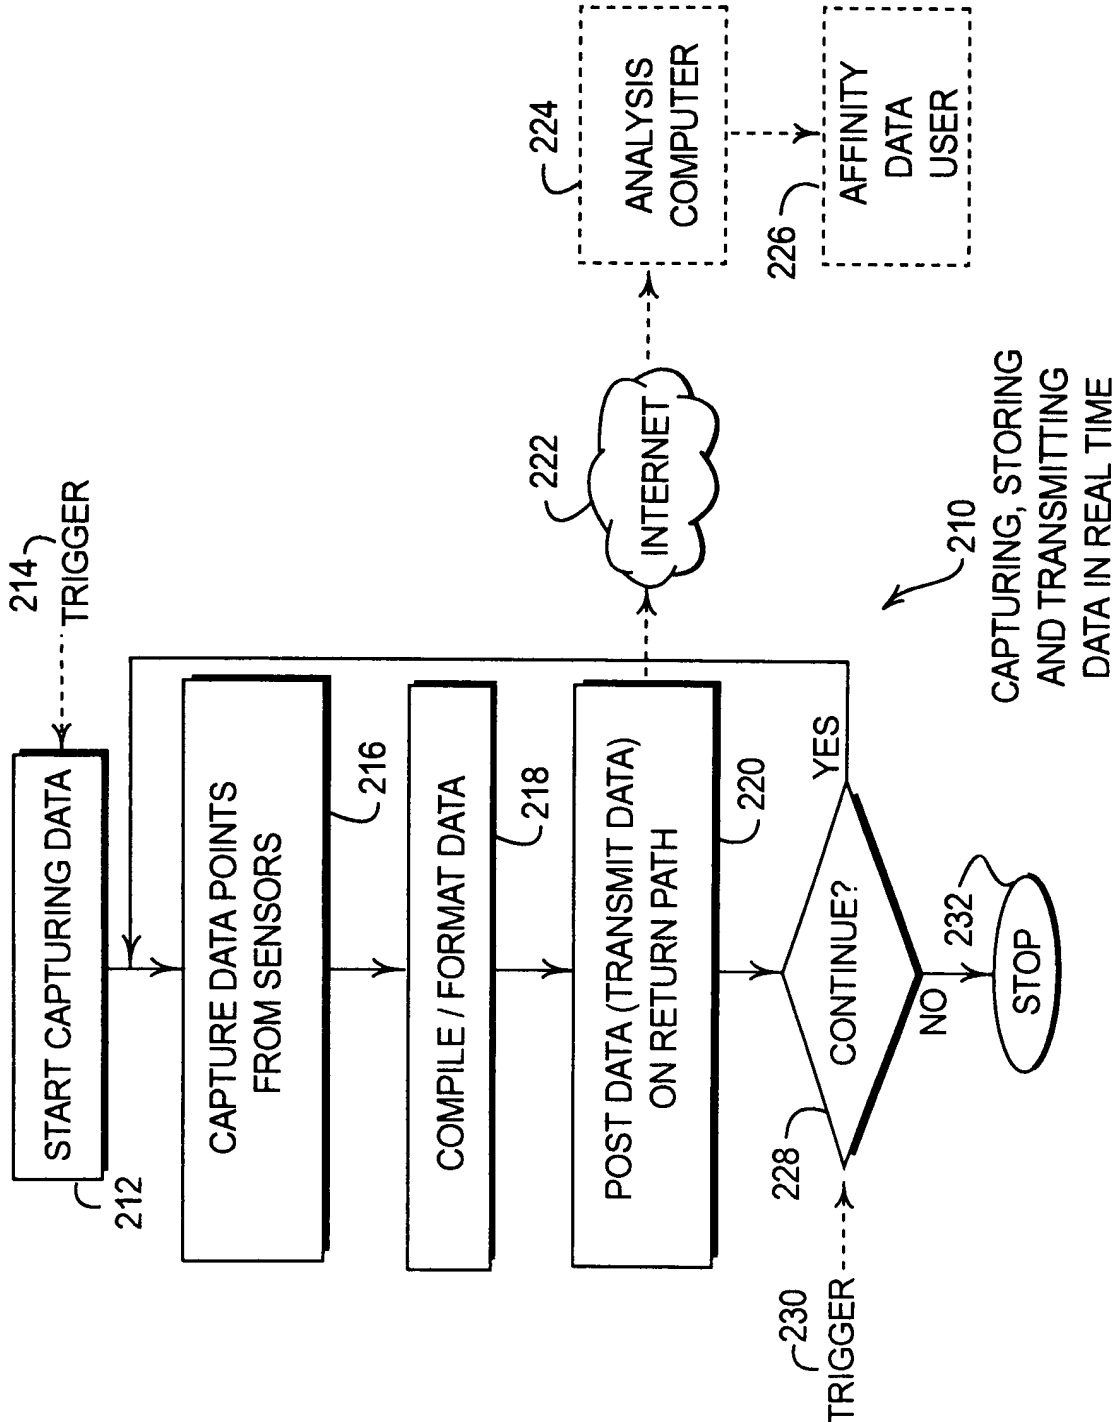 214
TRIGGER
START CAPTURING DATA
212
CAPTURE DATA POINTS
FROM SENSORS
216
COMPILE / FORMAT DATA
218
POST DATA (TRANSMIT DATA)
ON RETURN PATH
220
222
INTERNET
224
ANALYSIS
COMPUTER
226
AFFINITY
DATA
USER
230
TRIGGER
228
CONTINUE?
YES
NO
232
STOP
210
CAPTURING, STORING
AND TRANSMITTING
DATA IN REAL TIME